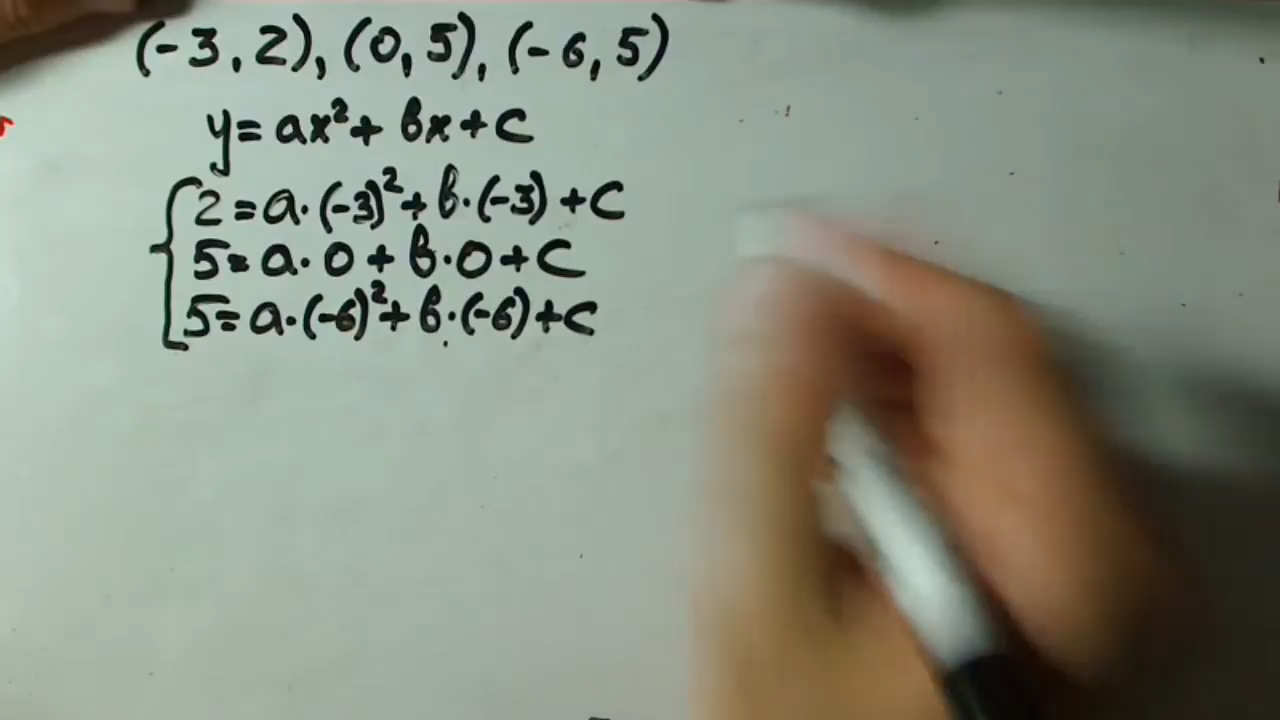 (-3, 2), (0, 5), (-6, 5)
y = ax² + bx + c
2 = a·(-3)² + b·(-3) + c
5 = a·0 + b·0 + c
5 = a·(-6)² + b·(-6) + c